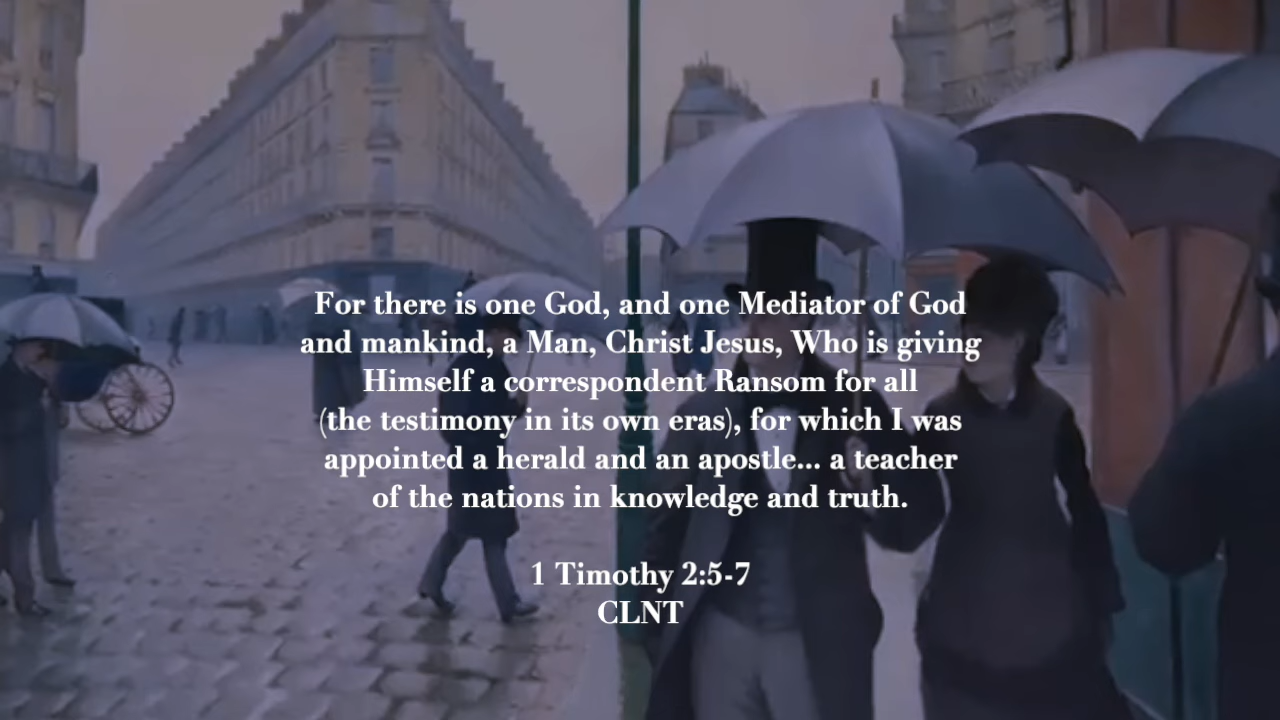 For there is one God, and one Mediator of God
and mankind, a Man, Christ Jesus, Who is giving
Himself a correspondent Ransom for all
(the testimony in its own eras), for which I was
appointed a herald and an apostle... a teacher
of the nations in knowledge and truth.
1 Timothy 2:5-7
CLNT